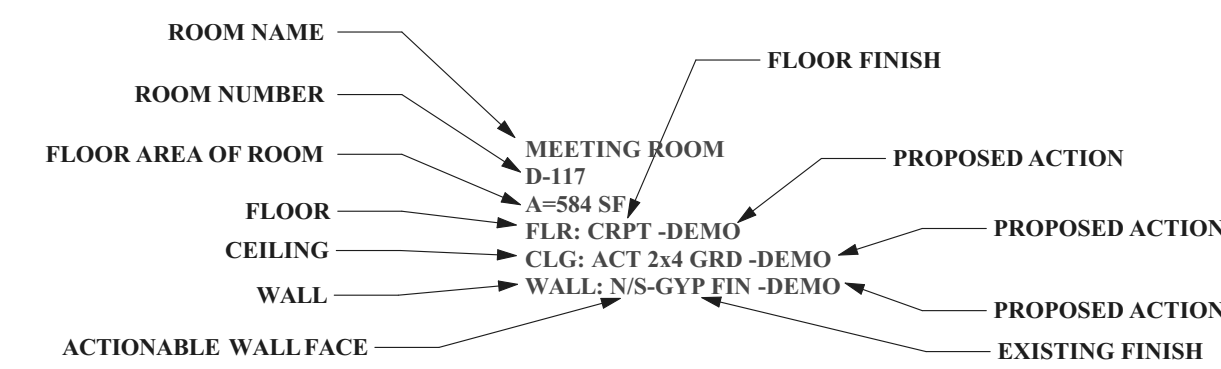 ROOM NAME
FLOOR FINISH
ROOM NUMBER
MEETING ROOM
FLOOR AREA OF ROOM
PROPOSED ACTION
D-117
A=584 SF
FLOOR
FLR: CRPT -DEMO
PROPOSED ACTION
CEILING
CLG: ACT 2x4 GRD -DEMO
WALL
WALL: N/S-GYP FIN -DEMO
PROPOSED ACTION
ACTIONABLE WALL FACE
EXISTING FINISH